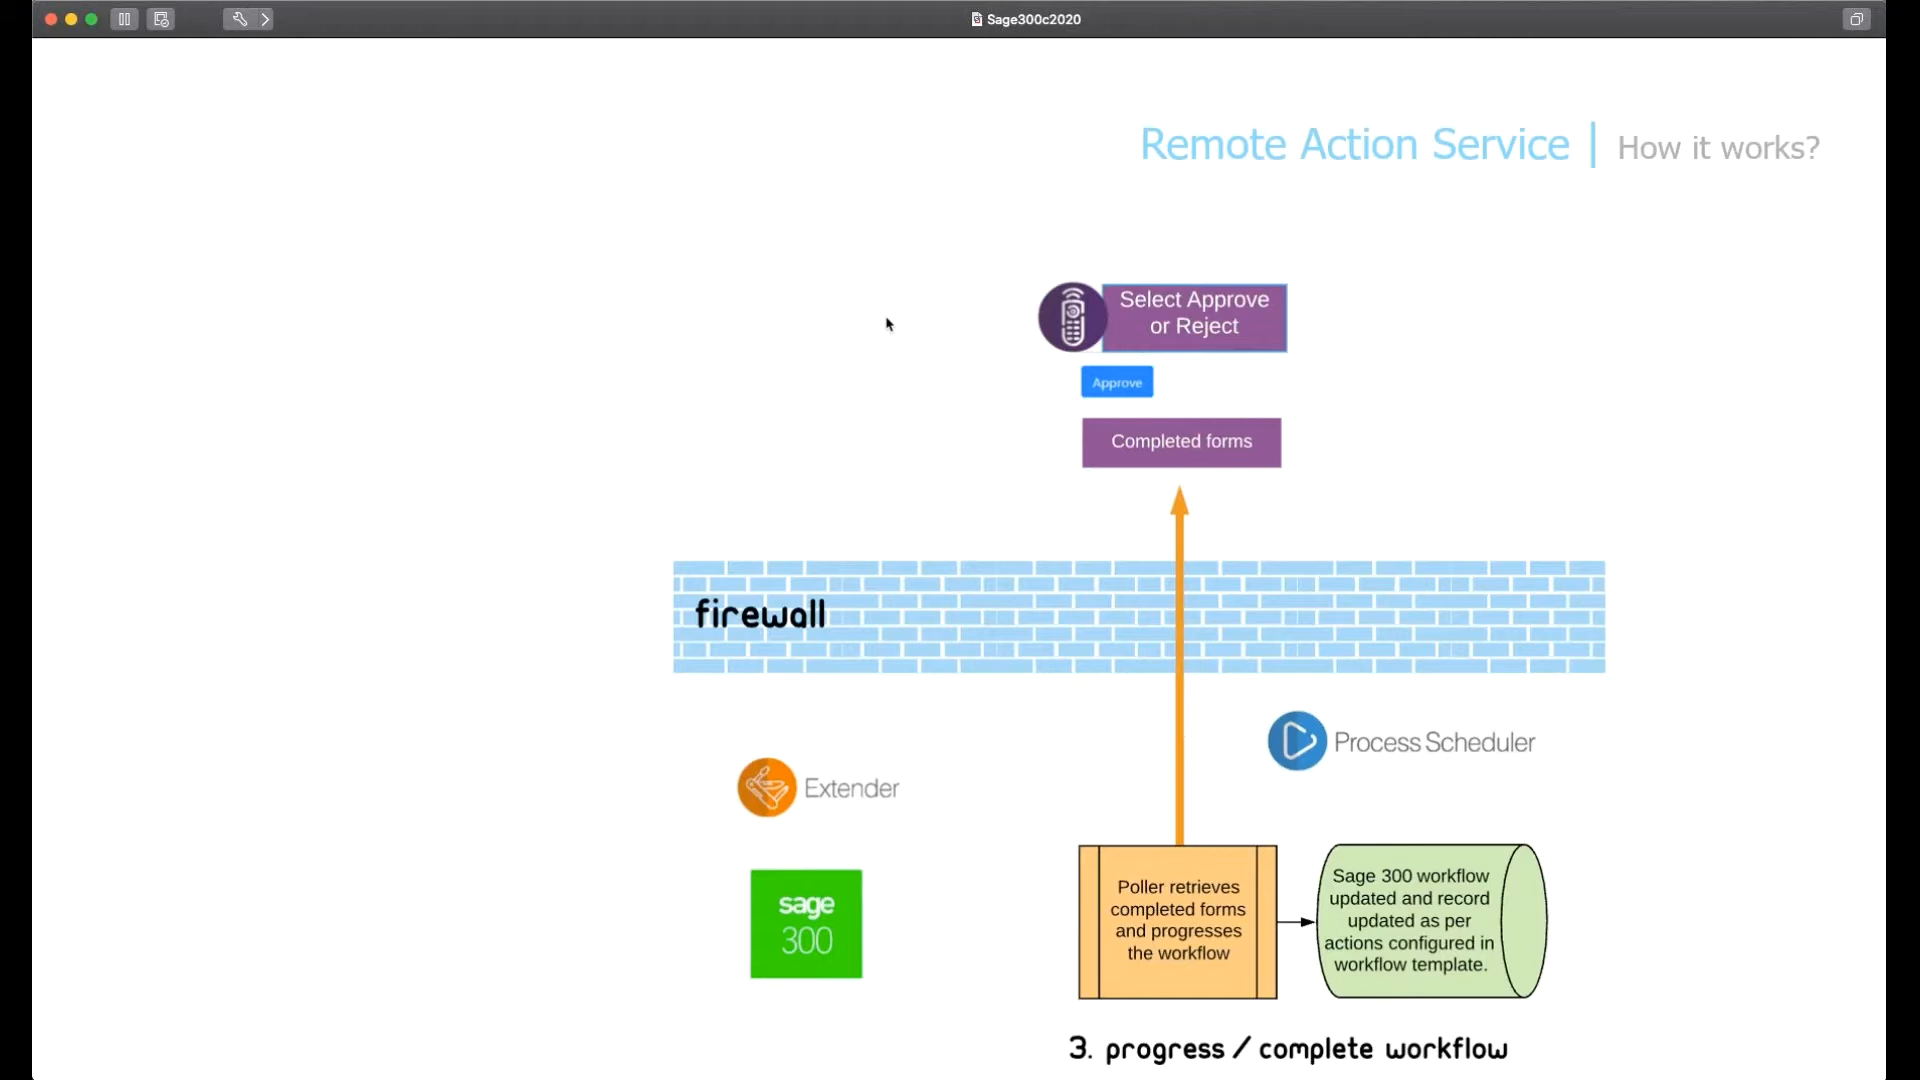 Sage300c2020
Remote Action Service | How it works?
Select Approve
or Reject
Approve
Completed forms
firewall
Process Scheduler
Extender
sage
300
Poller retrieves
completed forms
and progresses
the workflow
Sage 300 workflow
updated and record
updated as per
actions configured in
workflow template.
3. progress / complete workflow